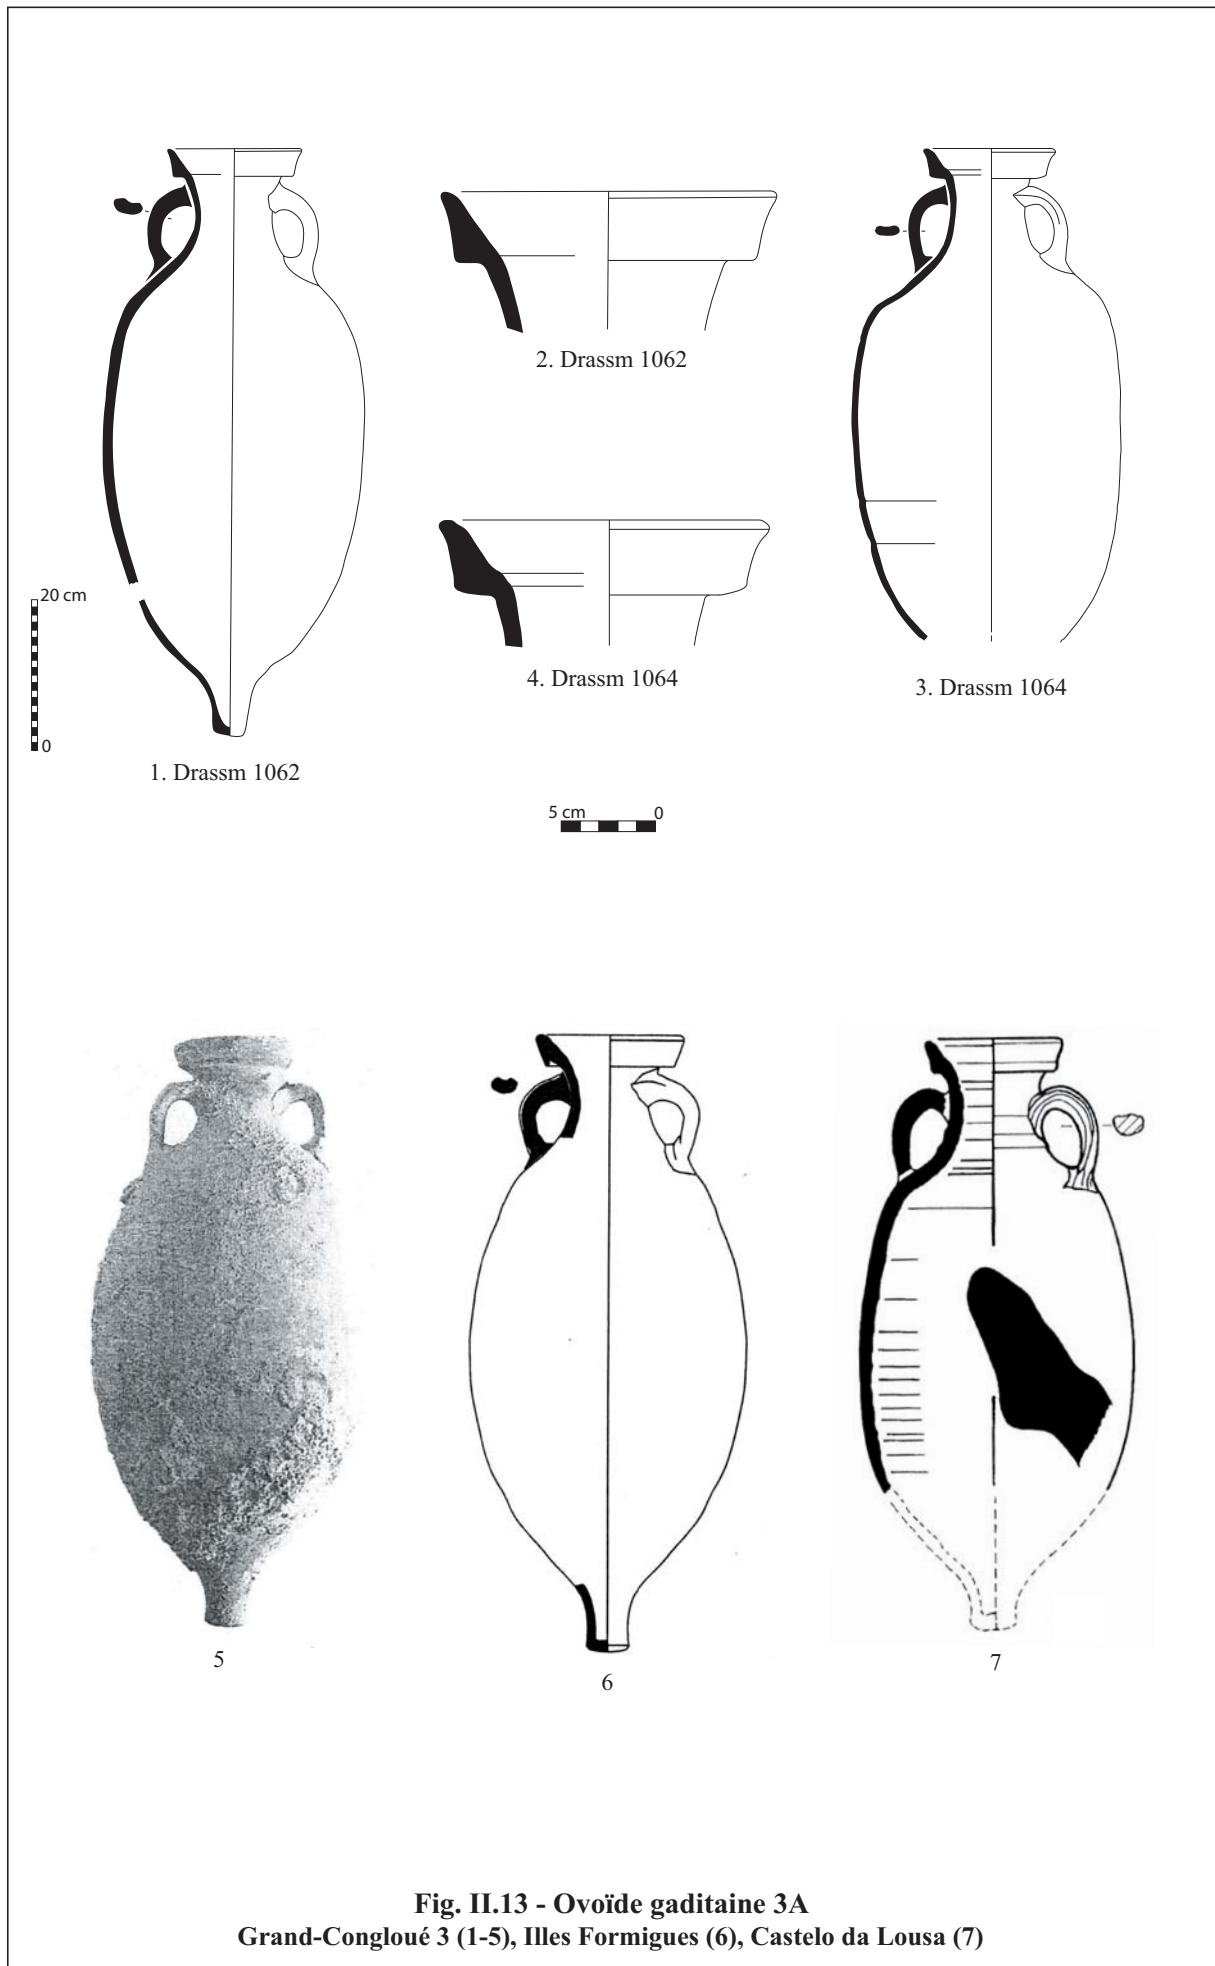 2. Drassm 1062
20 cm
0
4. Drassm 1064
3. Drassm 1064
1. Drassm 1062
5 cm 0
5
6
7
Fig. II.13 - Ovoïde gaditaine 3A
Grand-Congloué 3 (1-5), Illes Formigues (6), Castelo da Lousa (7)